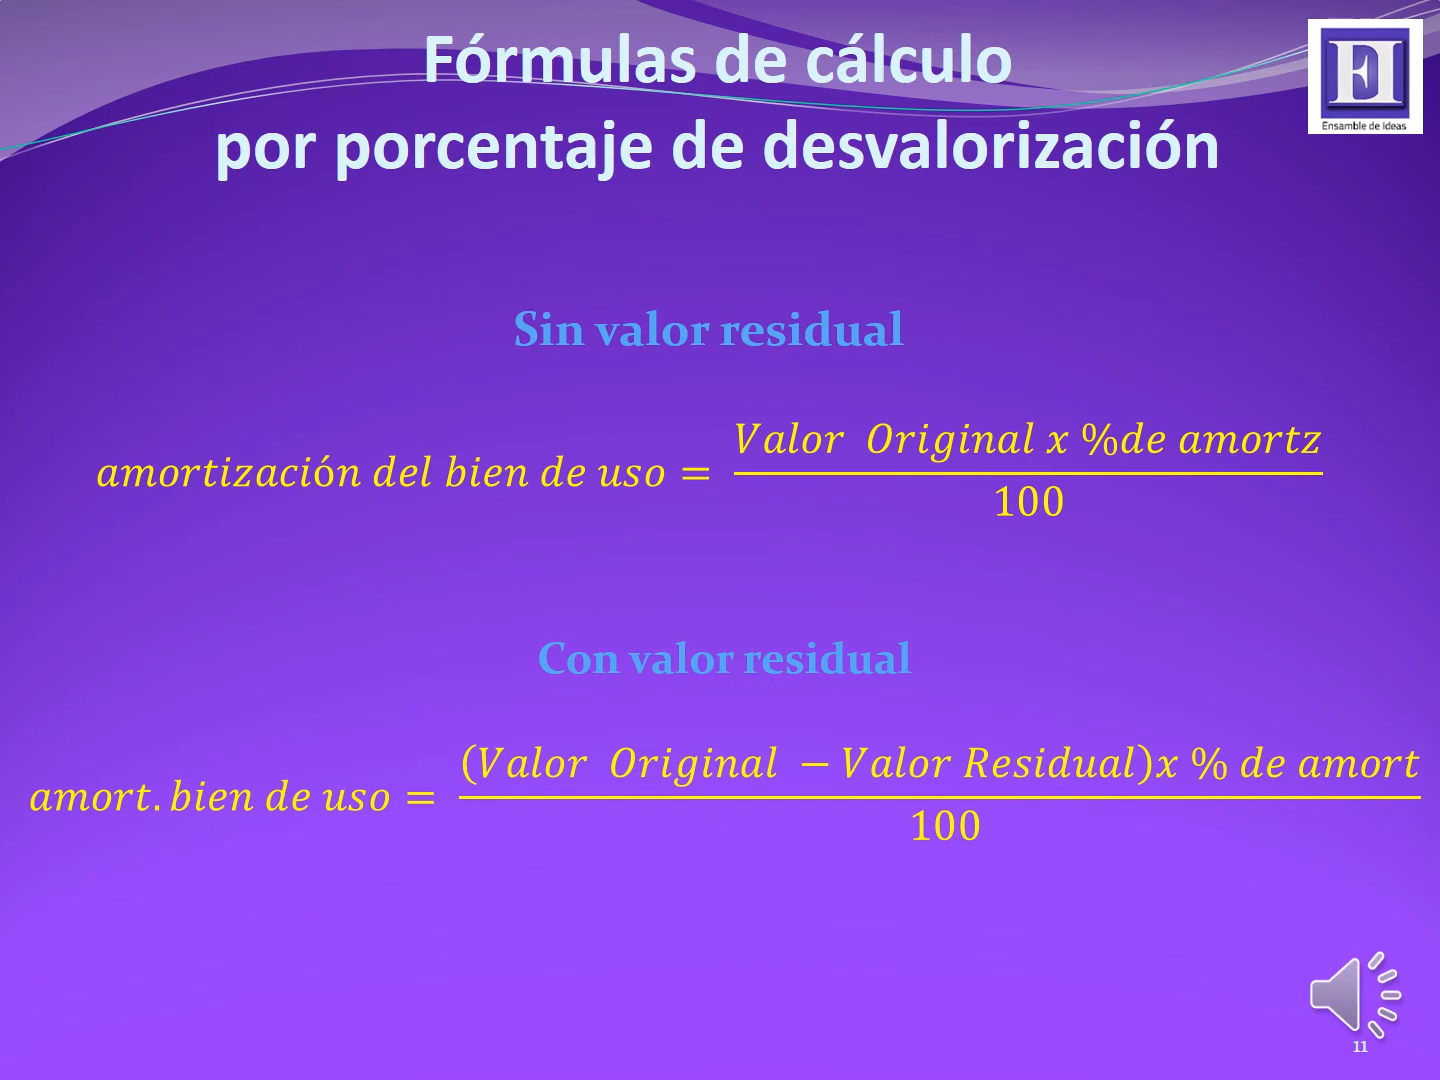 Fórmulas de cálculo
por porcentaje de desvalorización
EI
Ensamble de Ideas
Sin valor residual
amortización del bien de uso = Valor Original x %de amortz / 100
Con valor residual
amort. bien de uso = (Valor Original − Valor Residual)x % de amort / 100
11